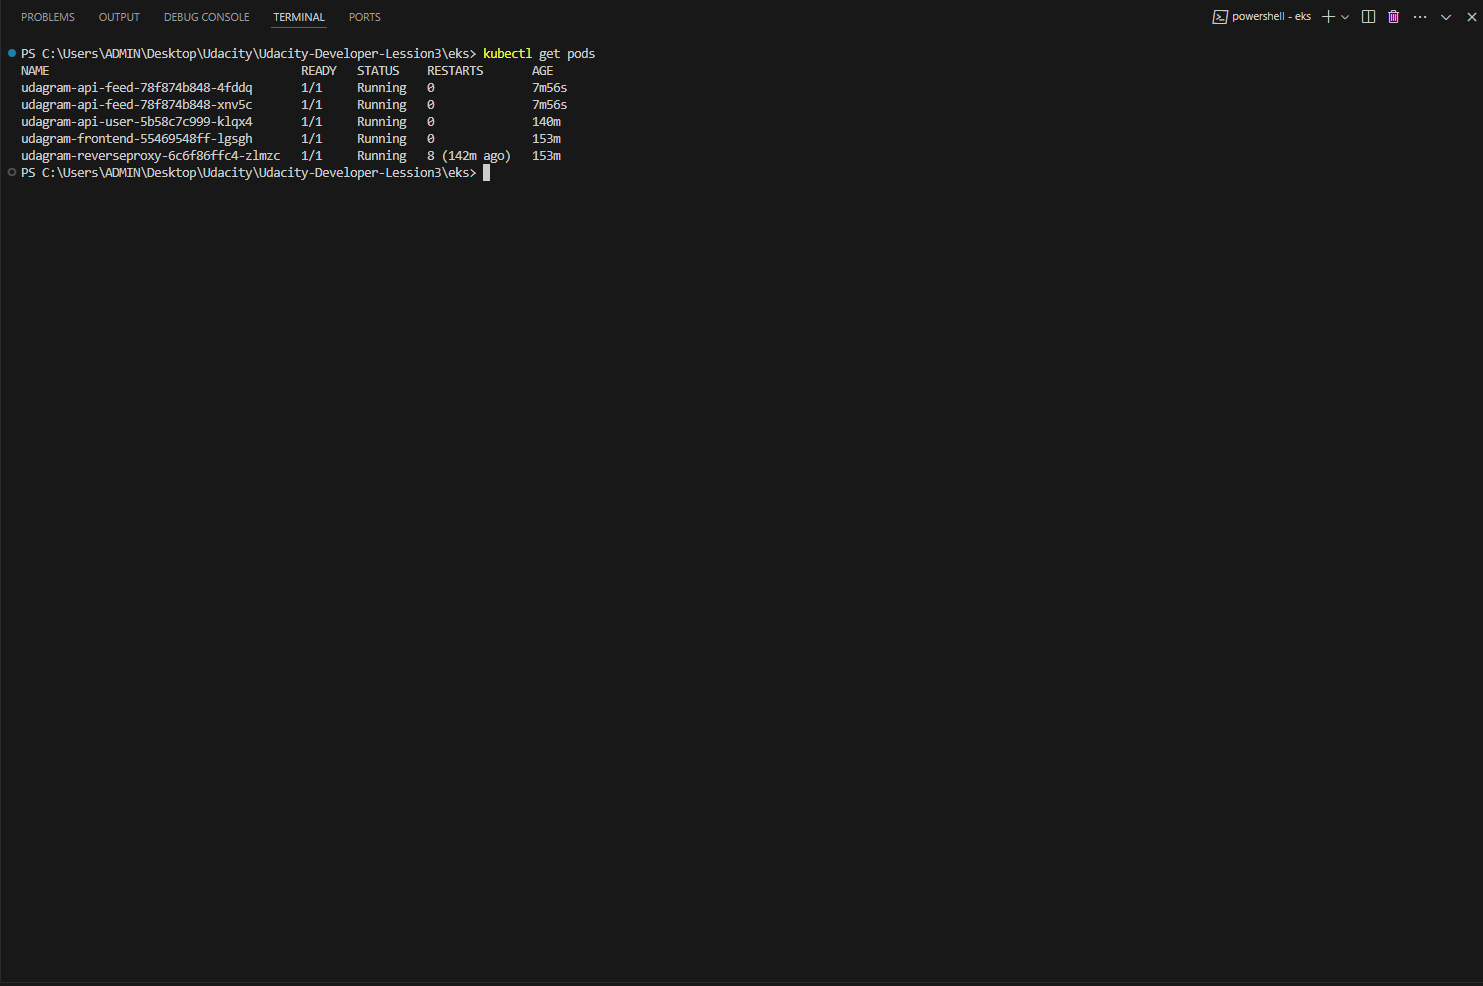 PROBLEMS OUTPUT DEBUG CONSOLE TERMINAL PORTS powershell - eks
PS C:\Users\ADMIN\Desktop\Udacity\Udacity-Developer-Lession3\eks> kubectl get pods
NAME READY STATUS RESTARTS AGE
udagram-api-feed-78f874b848-4fddq 1/1 Running 0 7m56s
udagram-api-feed-78f874b848-xnv5c 1/1 Running 0 7m56s
udagram-api-user-5b58c7c999-klqx4 1/1 Running 0 140m
udagram-frontend-55469548ff-lgsgh 1/1 Running 0 153m
udagram-reverseproxy-6c6f86ffc4-zlmzc 1/1 Running 8 (142m ago) 153m
PS C:\Users\ADMIN\Desktop\Udacity\Udacity-Developer-Lession3\eks>